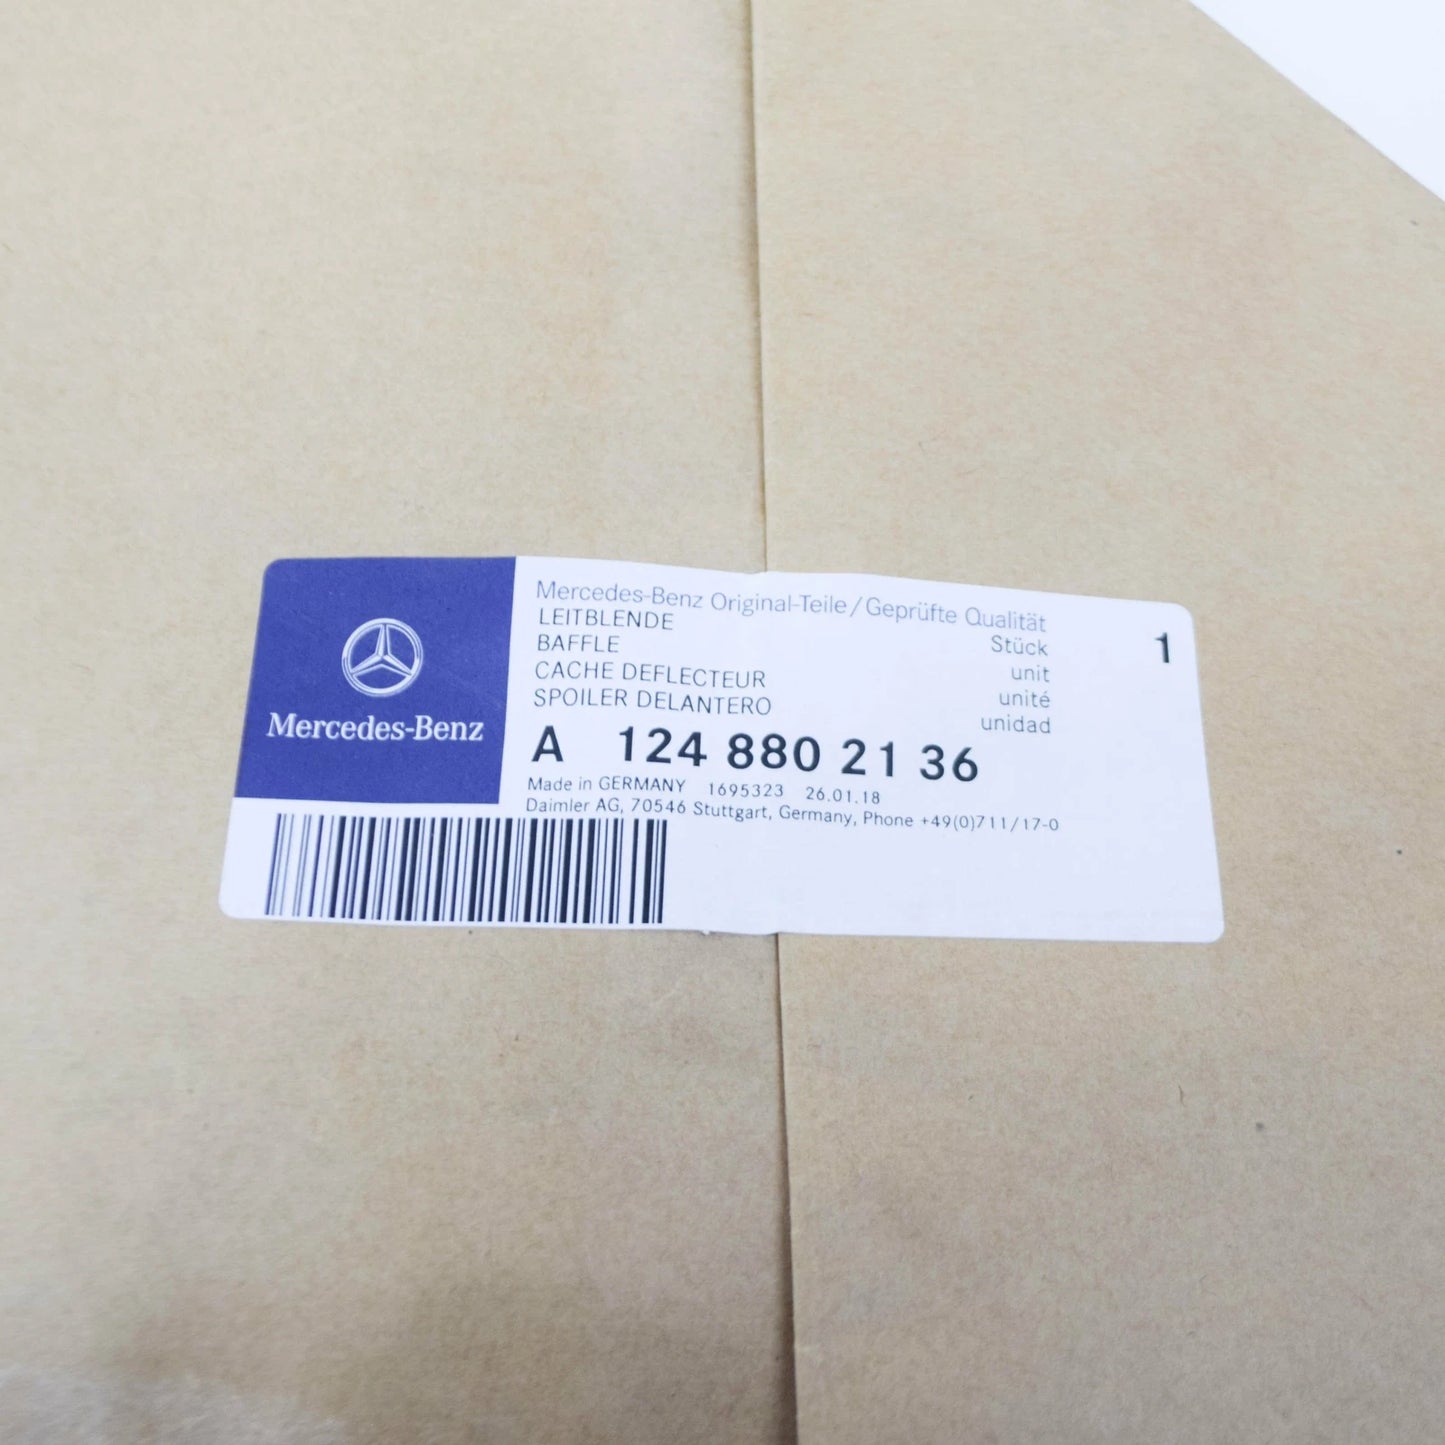 Mercedes-Benz
Mercedes-Benz Original-Teile/Geprüfte Qualität
LEITBLENDE Stück 1
BAFFLE unit
CACHE DEFLECTEUR unité
SPOILER DELANTERO unidad
A 124 880 21 36
Made in GERMANY 1695323 26.01.18
Daimler AG, 70546 Stuttgart, Germany, Phone +49(0)711/17-0